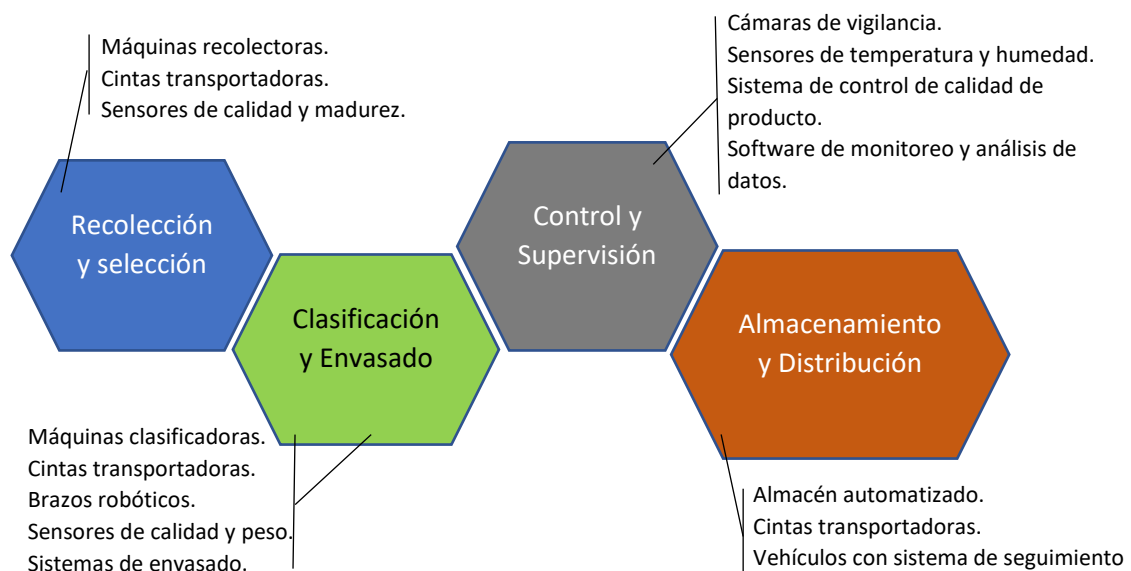 Máquinas recolectoras.
Cintas transportadoras.
Sensores de calidad y madurez.
Cámaras de vigilancia.
Sensores de temperatura y humedad.
Sistema de control de calidad de
producto.
Software de monitoreo y análisis de
datos.
Recolección
y selección
Control y
Supervisión
Clasificación
y Envasado
Almacenamiento
y Distribución
Máquinas clasificadoras.
Cintas transportadoras.
Brazos robóticos.
Sensores de calidad y peso.
Sistemas de envasado.
Almacén automatizado.
Cintas transportadoras.
Vehículos con sistema de seguimiento